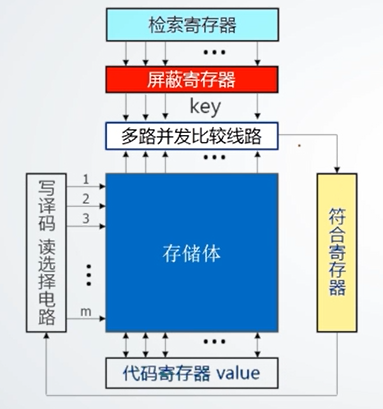 检索寄存器
屏蔽寄存器
key
多路并发比较线路
写译码 读选择电路
1
2
3
m
存储体
符合寄存器
代码寄存器 value